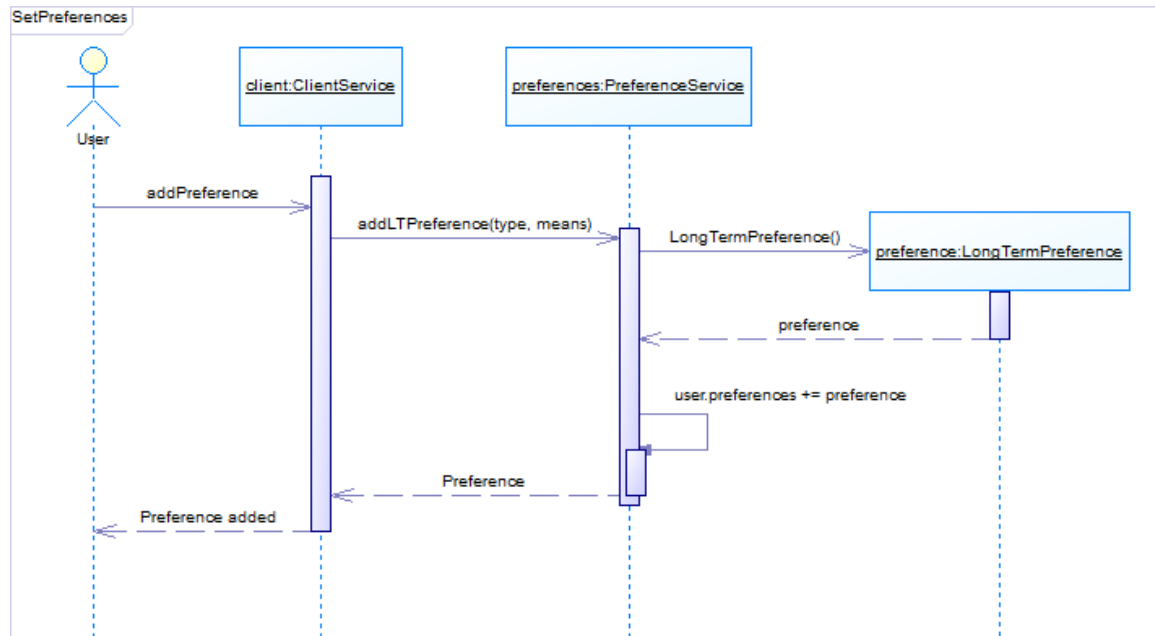 SetPreferences
client:ClientService
preferences:PreferenceService
User
addPreference
addLTPreference(type, means)
LongTermPreference()
preference:LongTermPreference
preference
user.preferences += preference
Preference
Preference added